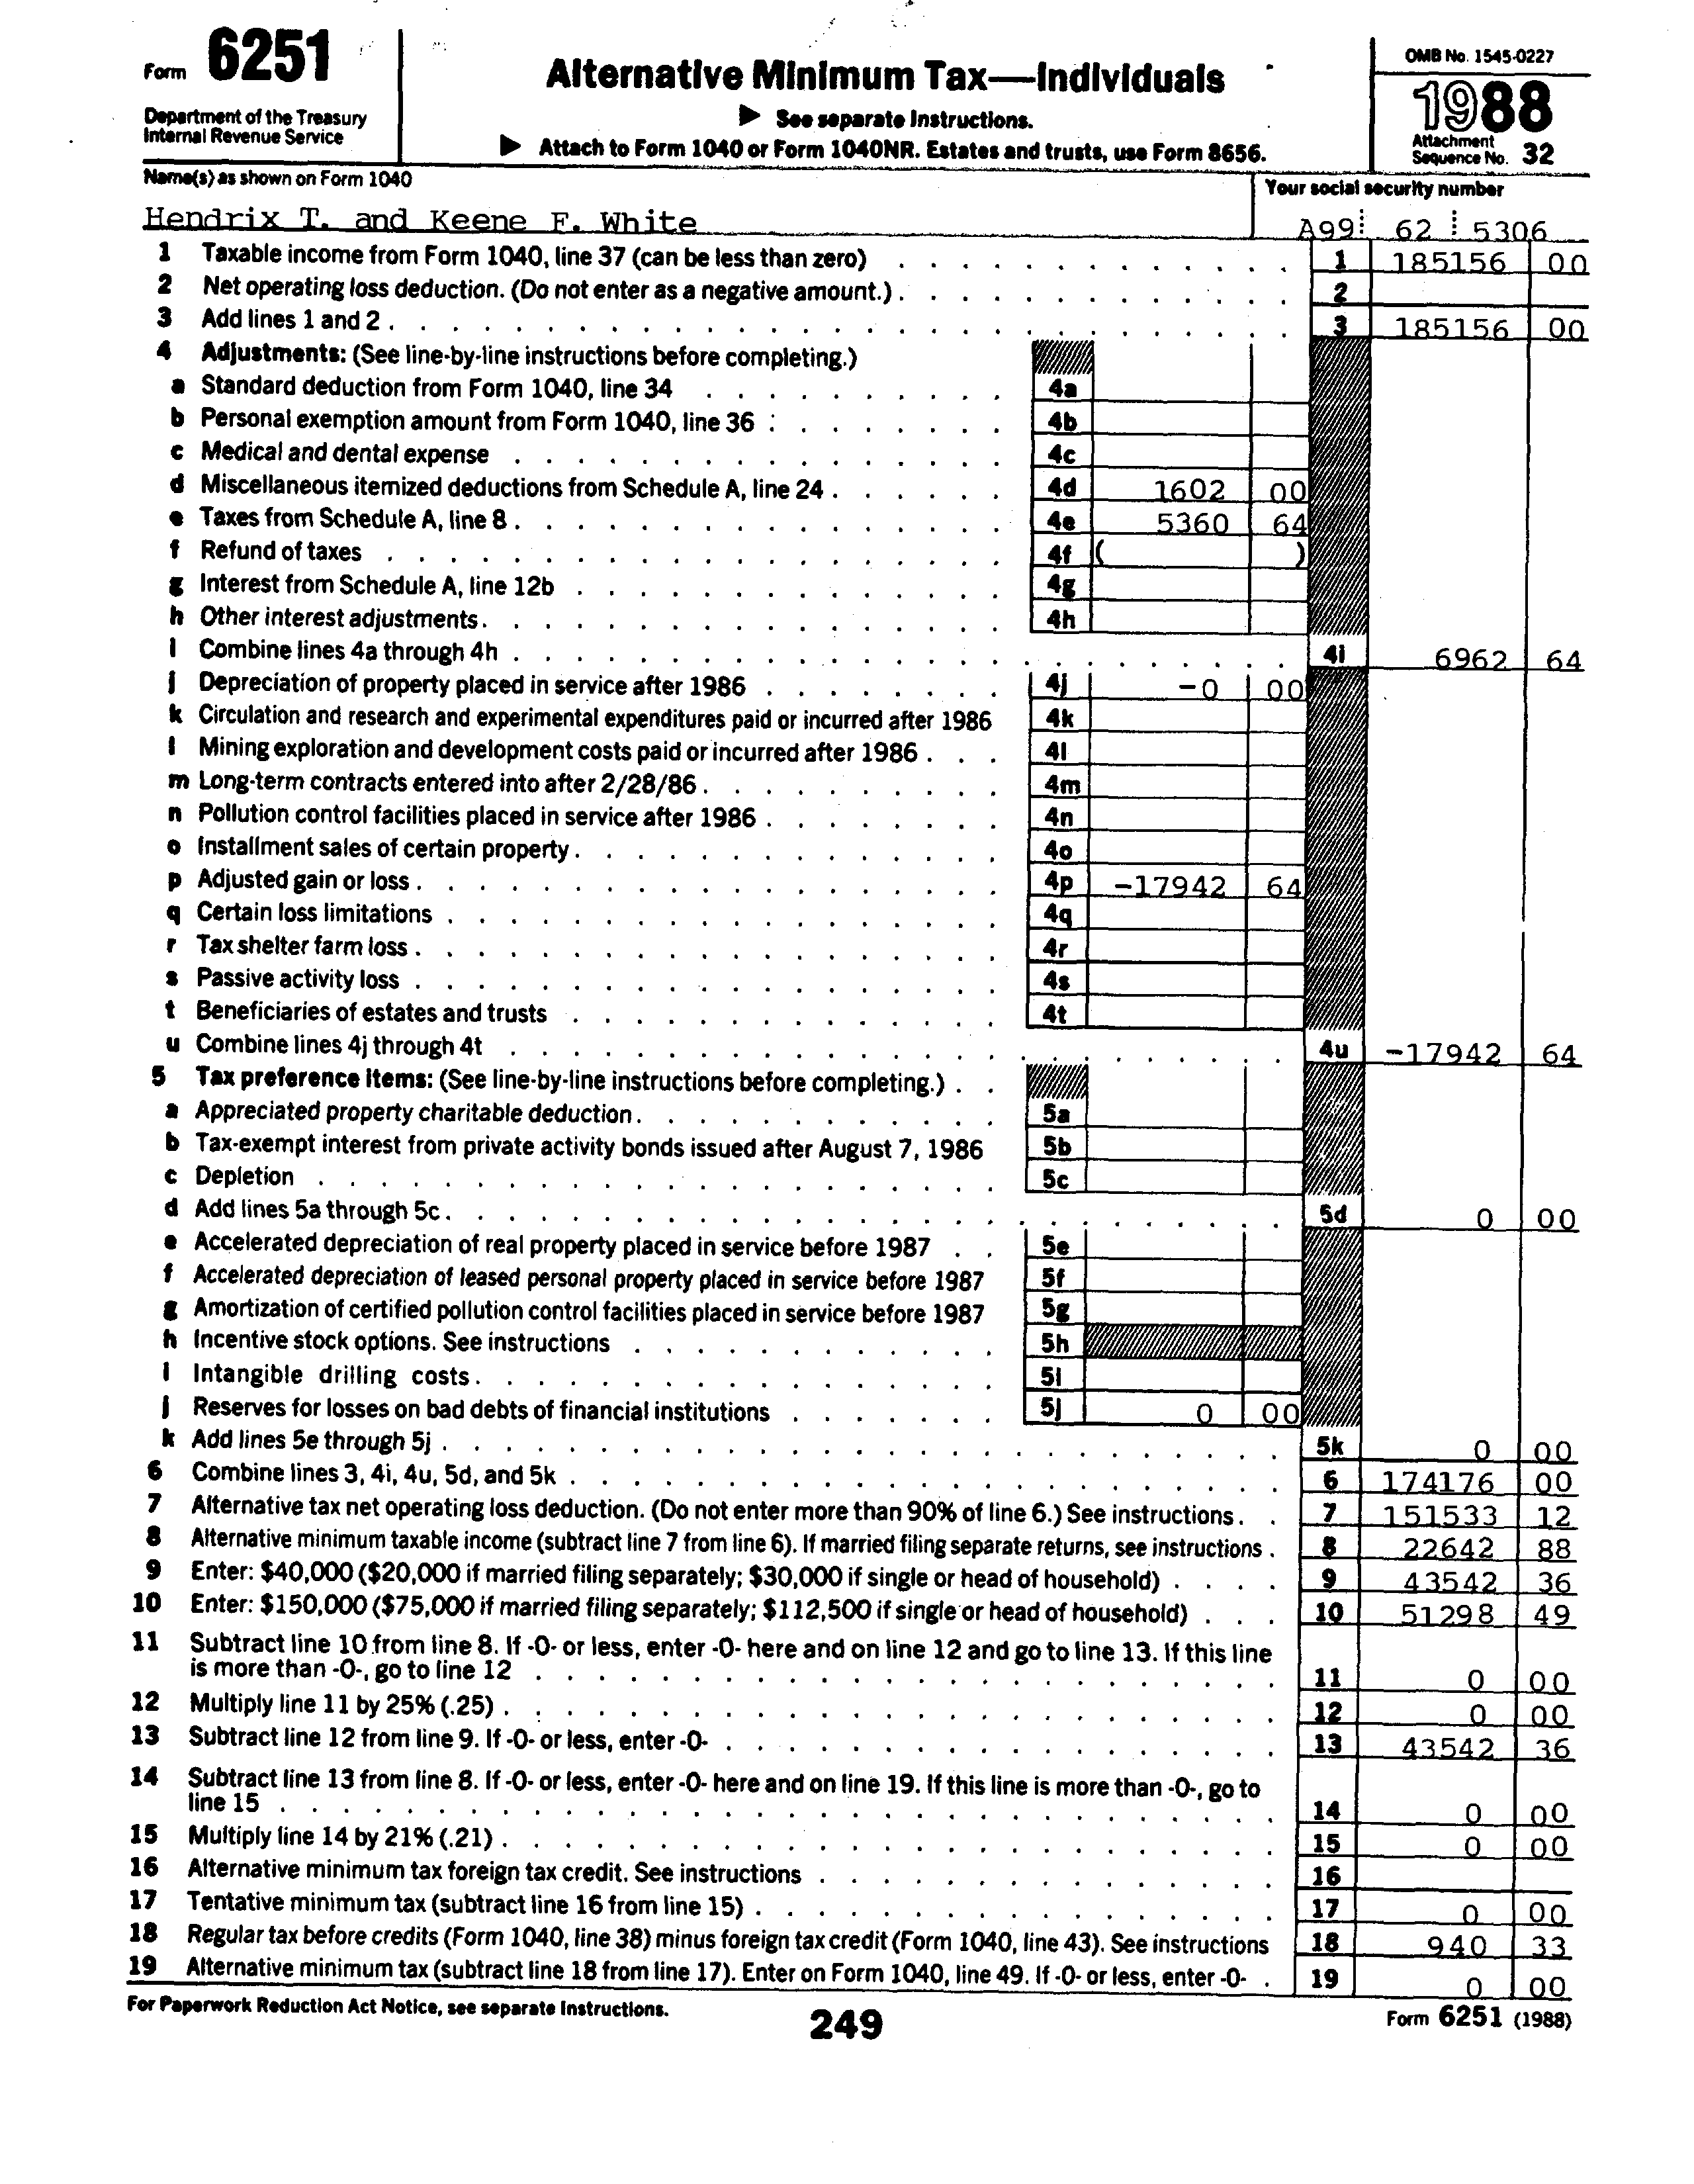 Form 6251
Department of the Treasury
Internal Revenue Service
Alternative Minimum Tax—Individuals
▶ See separate Instructions.
▶ Attach to Form 1040 or Form 1040NR. Estates and trusts, use Form 8656.
OMB No. 1545-0227
1988
Attachment
Sequence No. 32
Name(s) as shown on Form 1040
Your social security number
Hendrix T. and Keene F. White A99 62 5306
1 Taxable income from Form 1040, line 37 (can be less than zero) 1 185156 00
2 Net operating loss deduction. (Do not enter as a negative amount.) 2
3 Add lines 1 and 2 3 185156 00
4 Adjustments: (See line-by-line instructions before completing.)
a Standard deduction from Form 1040, line 34 4a
b Personal exemption amount from Form 1040, line 36 4b
c Medical and dental expense 4c
d Miscellaneous itemized deductions from Schedule A, line 24 4d 1602 00
e Taxes from Schedule A, line 8 4e 5360 64
f Refund of taxes 4f ( )
g Interest from Schedule A, line 12b 4g
h Other interest adjustments 4h
i Combine lines 4a through 4h 4i 6962 64
j Depreciation of property placed in service after 1986 4j -0 00
k Circulation and research and experimental expenditures paid or incurred after 1986 4k
l Mining exploration and development costs paid or incurred after 1986 4l
m Long-term contracts entered into after 2/28/86 4m
n Pollution control facilities placed in service after 1986 4n
o Installment sales of certain property 4o
p Adjusted gain or loss 4p -17942 64
q Certain loss limitations 4q
r Tax shelter farm loss 4r
s Passive activity loss 4s
t Beneficiaries of estates and trusts 4t
u Combine lines 4j through 4t 4u -17942 64
5 Tax preference items: (See line-by-line instructions before completing.)
a Appreciated property charitable deduction 5a
b Tax-exempt interest from private activity bonds issued after August 7, 1986 5b
c Depletion 5c
d Add lines 5a through 5c 5d 0 00
e Accelerated depreciation of real property placed in service before 1987 5e
f Accelerated depreciation of leased personal property placed in service before 1987 5f
g Amortization of certified pollution control facilities placed in service before 1987 5g
h Incentive stock options. See instructions 5h
i Intangible drilling costs 5i
j Reserves for losses on bad debts of financial institutions 5j 0 00
k Add lines 5e through 5j 5k 0 00
6 Combine lines 3, 4i, 4u, 5d, and 5k 6 174176 00
7 Alternative tax net operating loss deduction. (Do not enter more than 90% of line 6.) See instructions 7 151533 12
8 Alternative minimum taxable income (subtract line 7 from line 6). If married filing separate returns, see instructions 8 22642 88
9 Enter: $40,000 ($20,000 if married filing separately; $30,000 if single or head of household) 9 43542 36
10 Enter: $150,000 ($75,000 if married filing separately; $112,500 if single or head of household) 10 51298 49
11 Subtract line 10 from line 8. If -0- or less, enter -0- here and on line 12 and go to line 13. If this line
is more than -0-, go to line 12 11 0 00
12 Multiply line 11 by 25% (.25) 12 0 00
13 Subtract line 12 from line 9. If -0- or less, enter -0- 13 43542 36
14 Subtract line 13 from line 8. If -0- or less, enter -0- here and on line 19. If this line is more than -0-, go to
line 15 14 0 00
15 Multiply line 14 by 21% (.21) 15 0 00
16 Alternative minimum tax foreign tax credit. See instructions 16
17 Tentative minimum tax (subtract line 16 from line 15) 17 0 00
18 Regular tax before credits (Form 1040, line 38) minus foreign tax credit (Form 1040, line 43). See instructions 18 940 33
19 Alternative minimum tax (subtract line 18 from line 17). Enter on Form 1040, line 49. If -0- or less, enter -0- 19 0 00
For Paperwork Reduction Act Notice, see separate Instructions.
249
Form 6251 (1988)